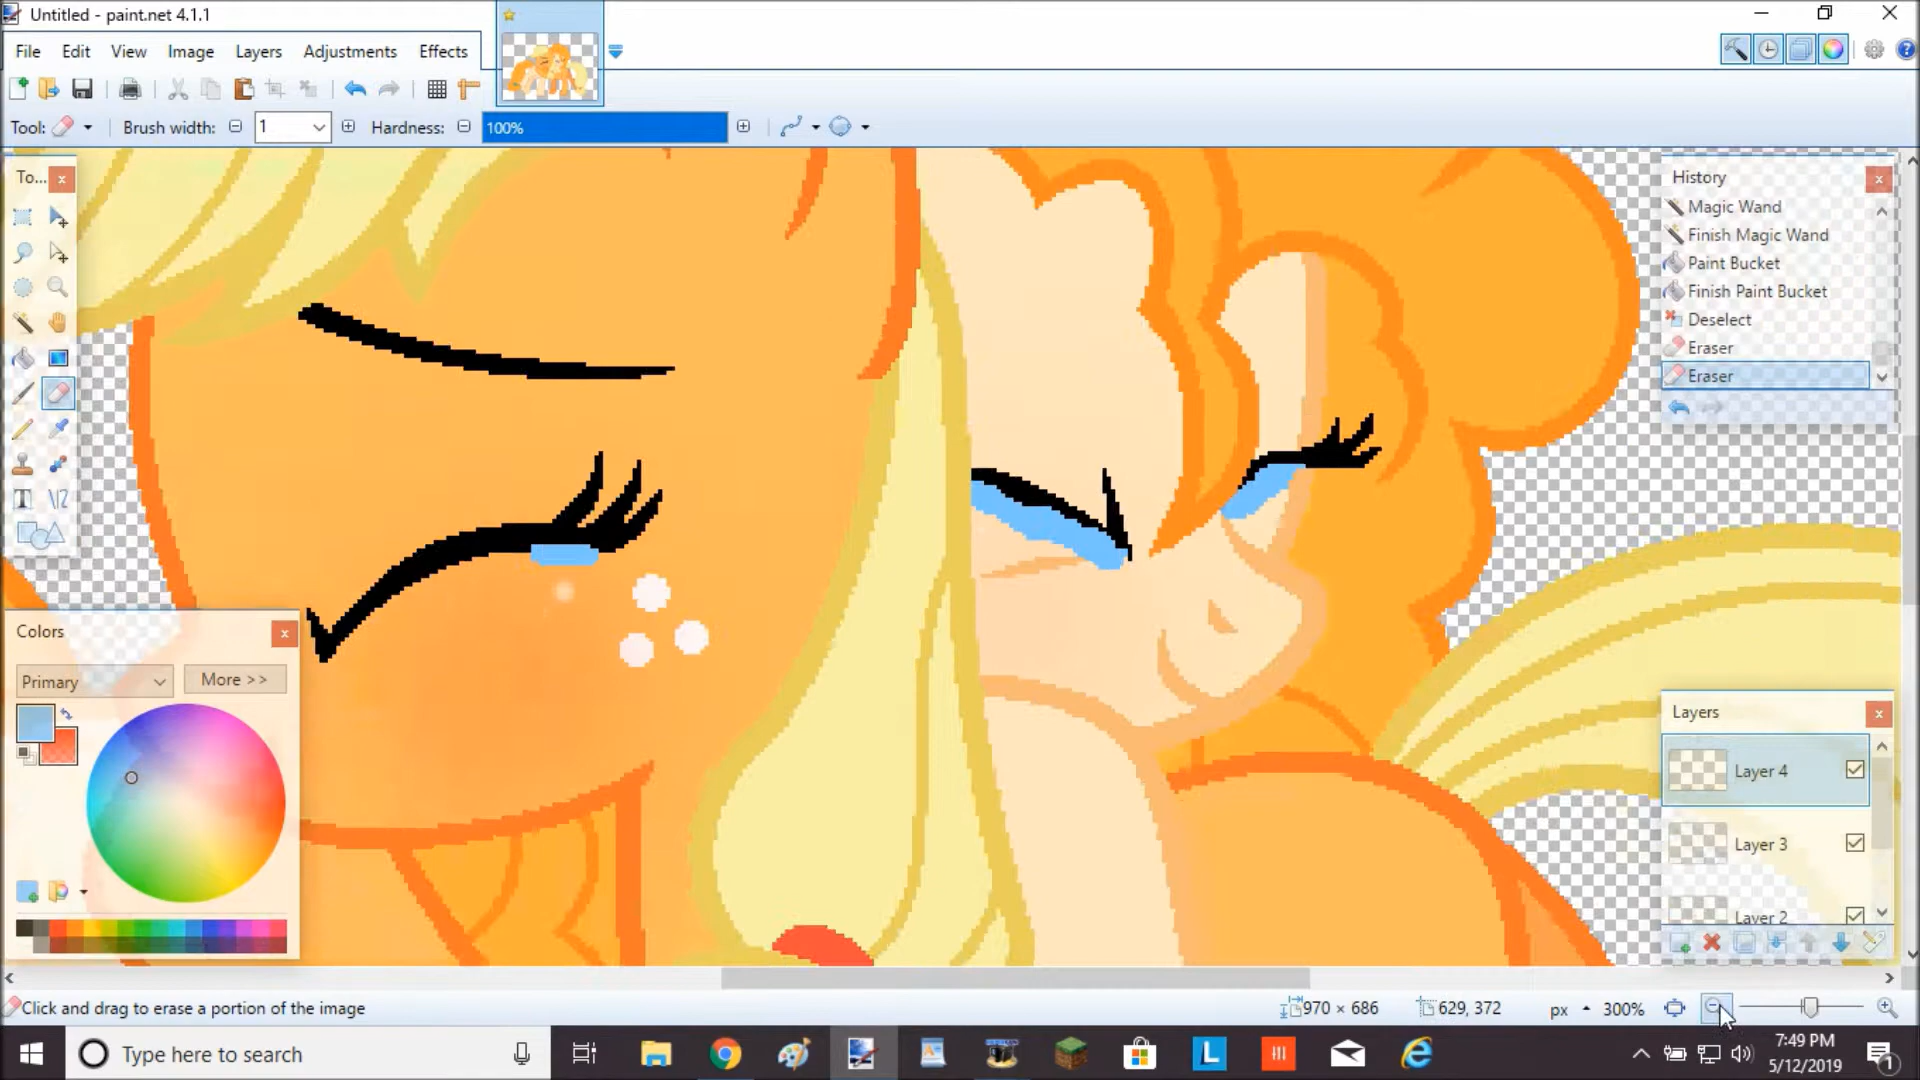 Untitled - paint.net 4.1.1
File Edit View Image Layers Adjustments Effects
Tool: Brush width: 1 Hardness: 100%
To...
History
Magic Wand
Finish Magic Wand
Paint Bucket
Finish Paint Bucket
Deselect
Eraser
Eraser
Colors
Primary More >>
Layers
Layer 4
Layer 3
Layer 2
Click and drag to erase a portion of the image 970 × 686 629, 372 px 300%
Type here to search
L
7:49 PM
5/12/2019
1